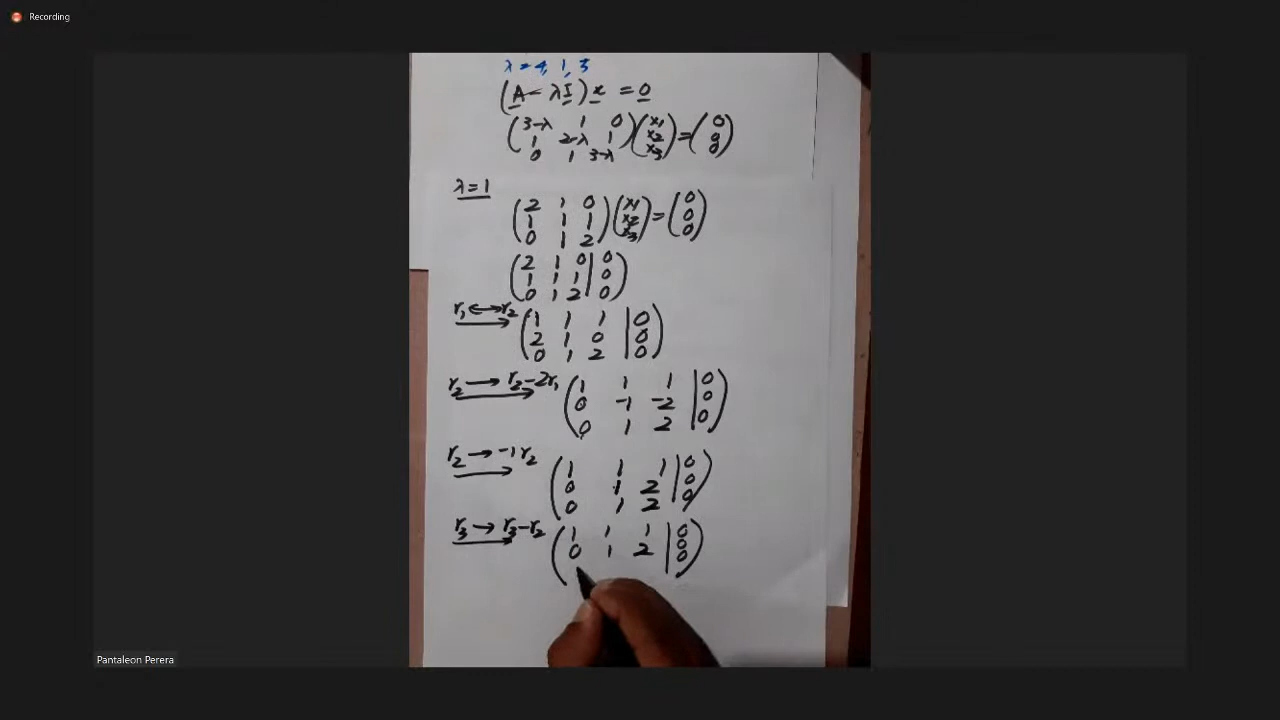 Recording
λ = 4, 1, 3
(A - λI) x = 0
(3-λ 1 0) (x1) = (0)
(1 2-λ 1) (x2) (0)
(0 1 3-λ) (x3) (0)
λ = 1
(2 1 0) (x1) = (0)
(1 1 1) (x2) (0)
(0 1 2) (x3) (0)
(2 1 0 | 0)
(1 1 1 | 0)
(0 1 2 | 0)
r1 ↔ r2 (1 1 1 | 0)
(2 1 0 | 0)
(0 1 2 | 0)
r2 → r2-2r1 (1 1 1 | 0)
(0 -1 -2 | 0)
(0 1 2 | 0)
r2 → -1r2 (1 1 1 | 0)
(0 1 2 | 0)
(0 1 2 | 0)
r3 → r3-r2 (1 1 1 | 0)
(0 1 2 | 0)
0
Pantaleon Perera